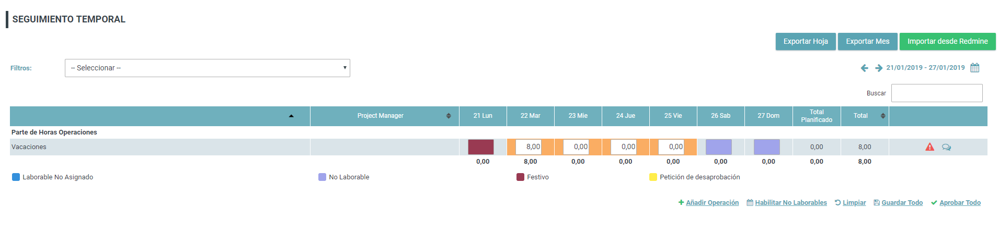 SEGUIMIENTO TEMPORAL
Exportar Hoja Exportar Mes Importar desde Redmine
Filtros: -- Seleccionar -- 21/01/2019 - 27/01/2019
Buscar
Project Manager 21 Lun 22 Mar 23 Mie 24 Jue 25 Vie 26 Sab 27 Dom Total Planificado Total
Parte de Horas Operaciones
Vacaciones 8,00 0,00 0,00 0,00 0,00 8,00
0,00 8,00 0,00 0,00 0,00 0,00 0,00 0,00 8,00
Laborable No Asignado No Laborable Festivo Petición de desaprobación
Añadir Operación Habilitar No Laborables Limpiar Guardar Todo Aprobar Todo